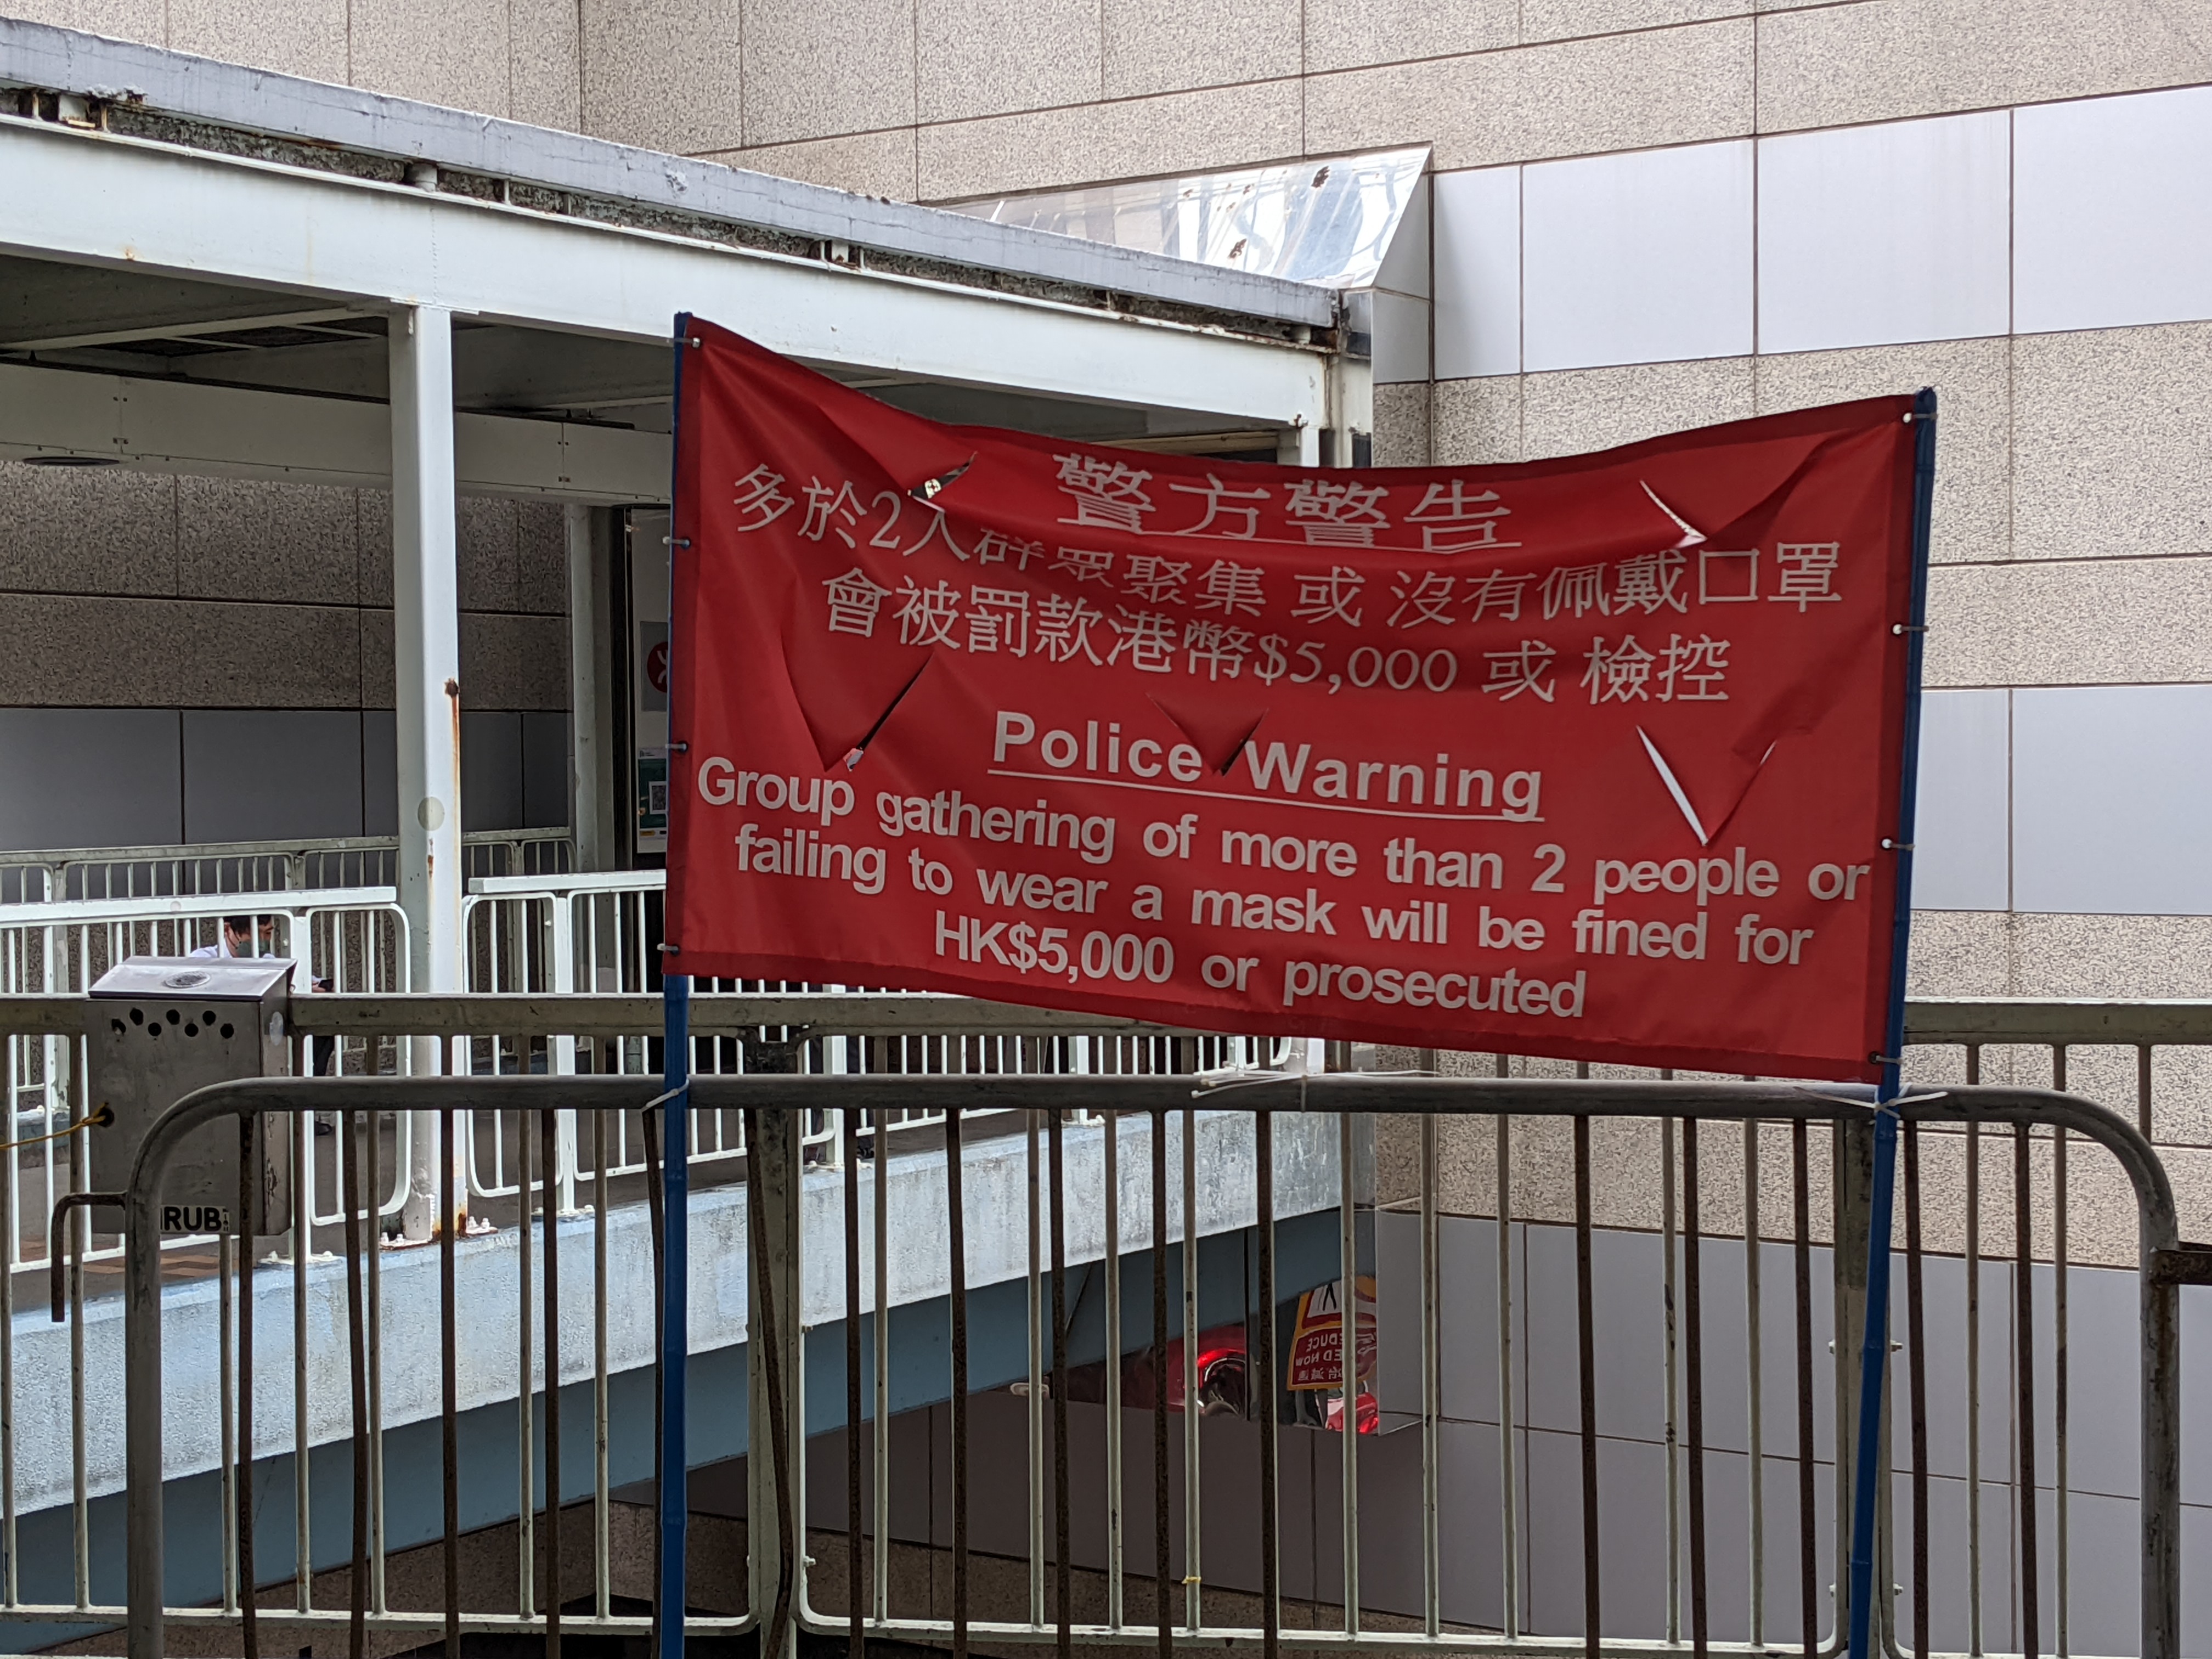 警方警告
多於2人群眾聚集 或 沒有佩戴口罩
會被罰款港幣$5,000 或 檢控
Police Warning
Group gathering of more than 2 people or
failing to wear a mask will be fined for
HK$5,000 or prosecuted